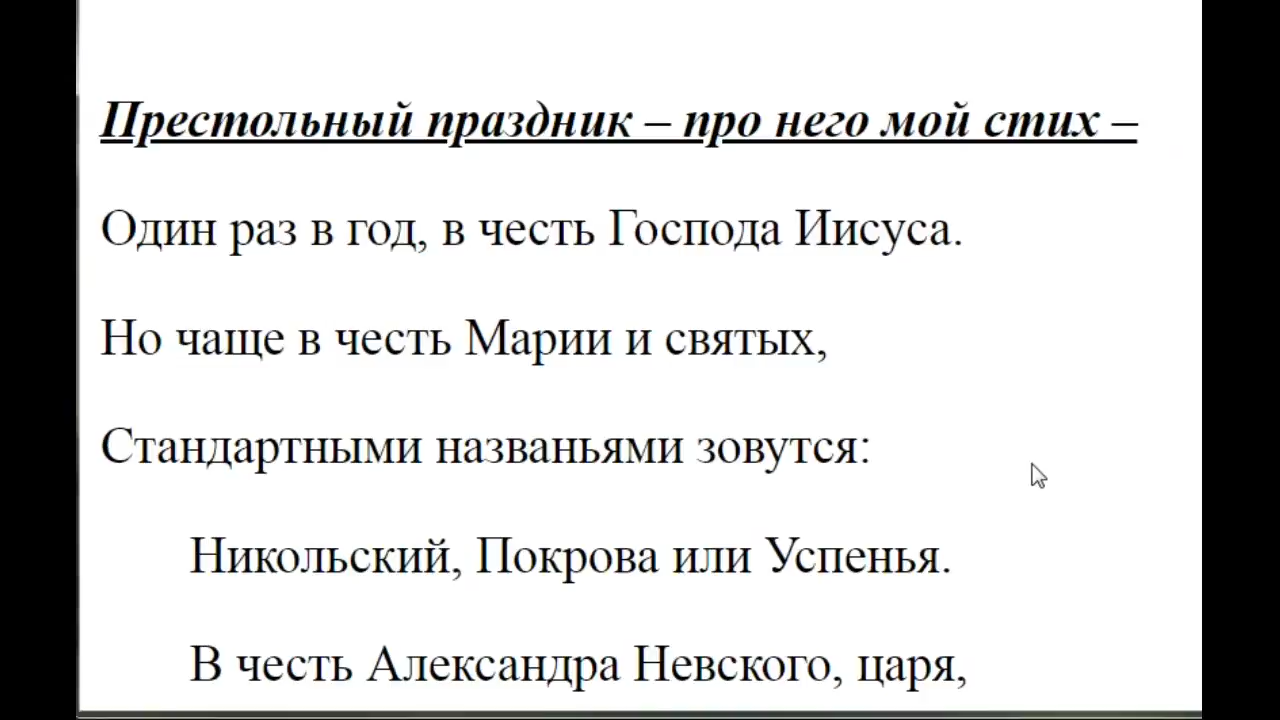 Престольный праздник – про него мой стих –
Один раз в год, в честь Господа Иисуса.
Но чаще в честь Марии и святых,
Стандартными названьями зовутся:
Никольский, Покрова или Успенья.
В честь Александра Невского, царя,